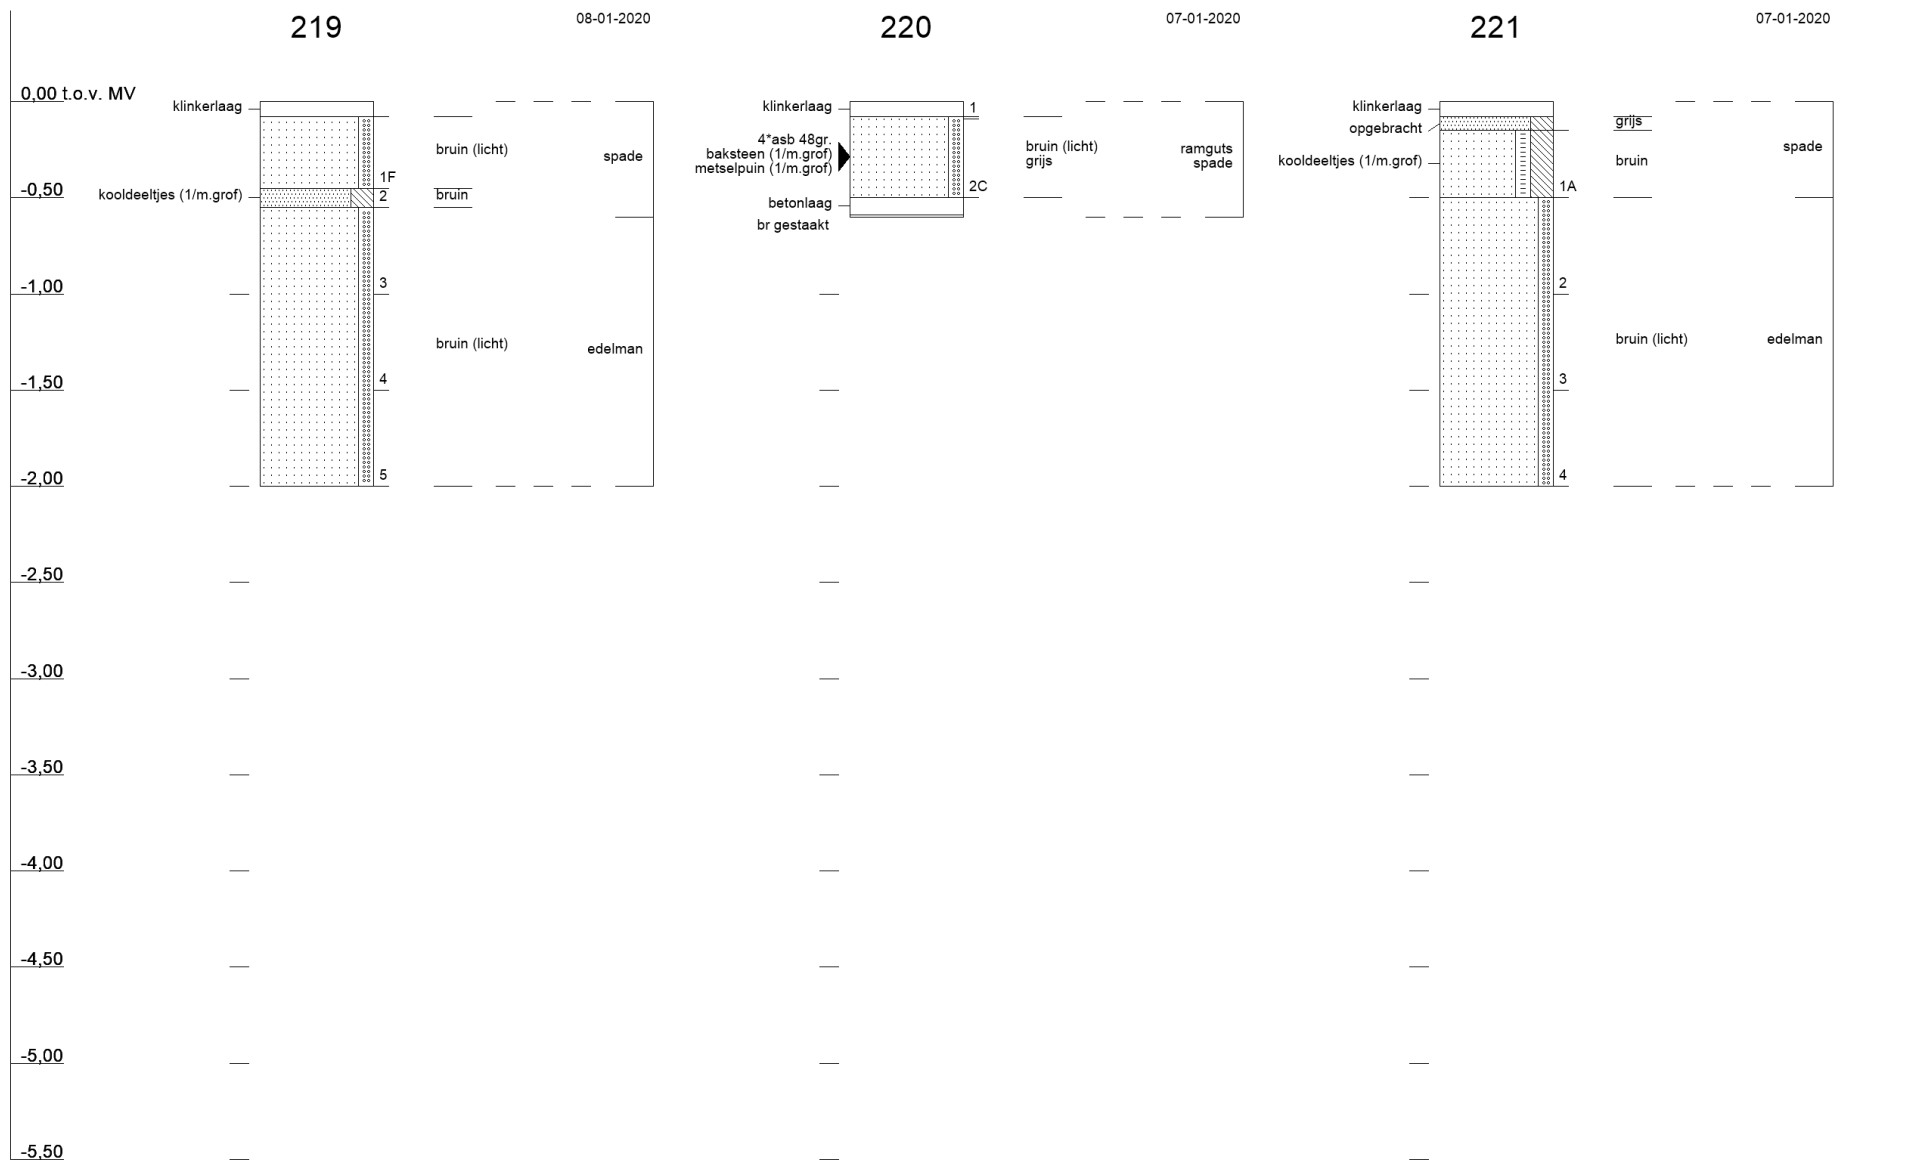 219
08-01-2020
220
07-01-2020
221
07-01-2020
0,00 t.o.v. MV
-0,50
-1,00
-1,50
-2,00
-2,50
-3,00
-3,50
-4,00
-4,50
-5,00
-5,50
klinkerlaag
kooldeeltjes (1/m.grof)
1F
2
3
4
5
bruin (licht)
bruin
bruin (licht)
spade
edelman
klinkerlaag
4*asb 48gr.
baksteen (1/m.grof)
metselpuin (1/m.grof)
betonlaag
br gestaakt
1
2C
bruin (licht)
grijs
ramguts
spade
klinkerlaag
opgebracht
kooldeeltjes (1/m.grof)
1A
2
3
4
grijs
bruin
bruin (licht)
spade
edelman